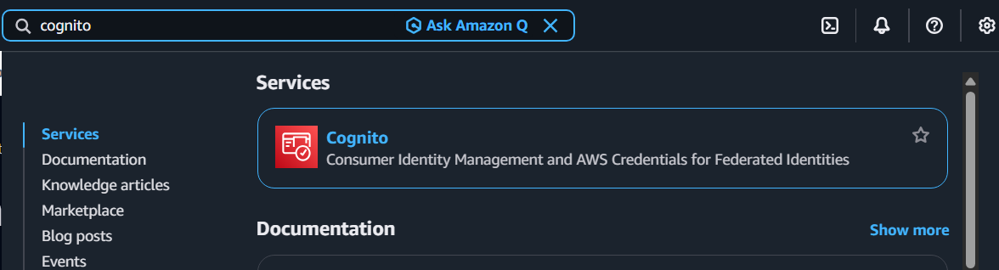 cognito
Ask Amazon Q
Services
Services
Documentation
Knowledge articles
Marketplace
Blog posts
Events
Cognito
Consumer Identity Management and AWS Credentials for Federated Identities
Documentation
Show more